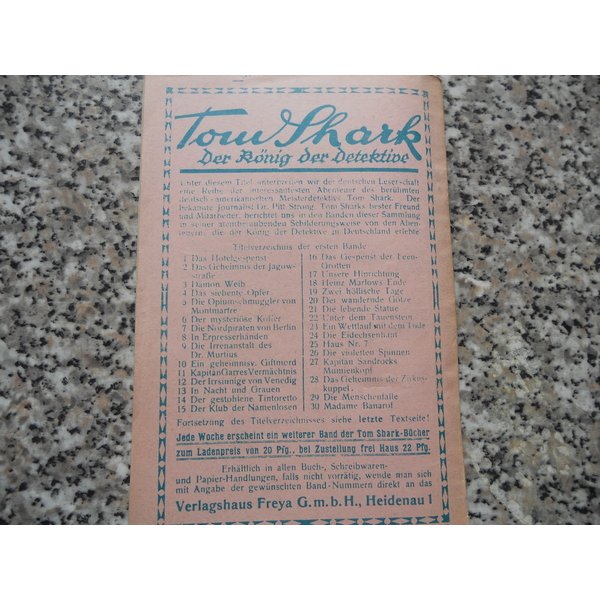 Tom Shark
Der König der Detektive
Unter diesem Titel unterbreiten wir der deutschen Leserschaft
eine Reihe der interessantesten Abenteuer des berühmten
deutsch-amerikanischen Meisterdetektivs Tom Shark. Der
bekannte Journalist Dr. Pitt Strong, Tom Sharks bester Freund
und Mitarbeiter, berichtet uns in den Bänden dieser Sammlung
in seiner atemberaubenden Schilderungsweise von den Aben-
teuern, die der König der Detektive in Deutschland erlebte
Titelverzeichnis der ersten Bände
1 Das Hotelgespenst
2 Das Geheimnis der Jagow-
straße
3 Dämon Weib
4 Das siebente Opfer
5 Die Opiumschmuggler von
Montmartre
6 Der mysteriöse Koffer
7 Die Nordpiraten von Berlin
8 In Erpresserhänden
9 Die Irrenanstalt des
Dr. Murtius
10 Ein geheimnisv. Giftmord
11 Kapitän Garres Vermächtnis
12 Der Irrsinnige von Venedig
13 In Nacht und Grauen
14 Der gestohlene Tintoretto
15 Der Klub der Namenlosen
16 Das Gespenst der Feen-
Grotten
17 Unsere Hinrichtung
18 Heinz Marlows Ende
19 Zwei höllische Tage
20 Der wandernde Götze
21 Die lebende Statue
22 Unter dem Tauenstein
23 Ein Wettlauf mit dem Tode
24 Die Eidechsenhaut
25 Haus Nr. 7
26 Die violetten Spinnen
27 Kapitän Sandrocks
Mumienkopf
28 Das Geheimnis der Zirkus-
kuppel
29 Die Menschenfalle
30 Madame Banaroff
Fortsetzung des Titelverzeichnisses siehe letzte Textseite!
Jede Woche erscheint ein weiterer Band der Tom Shark-Bücher
zum Ladenpreis von 20 Pfg., bei Zustellung frei Haus 22 Pfg.
Erhältlich in allen Buch-, Schreibwaren-
und Papier-Handlungen, falls nicht vorrätig, wende man sich
mit Angabe der gewünschten Band-Nummern direkt an das
Verlagshaus Freya G.m.b.H., Heidenau 1